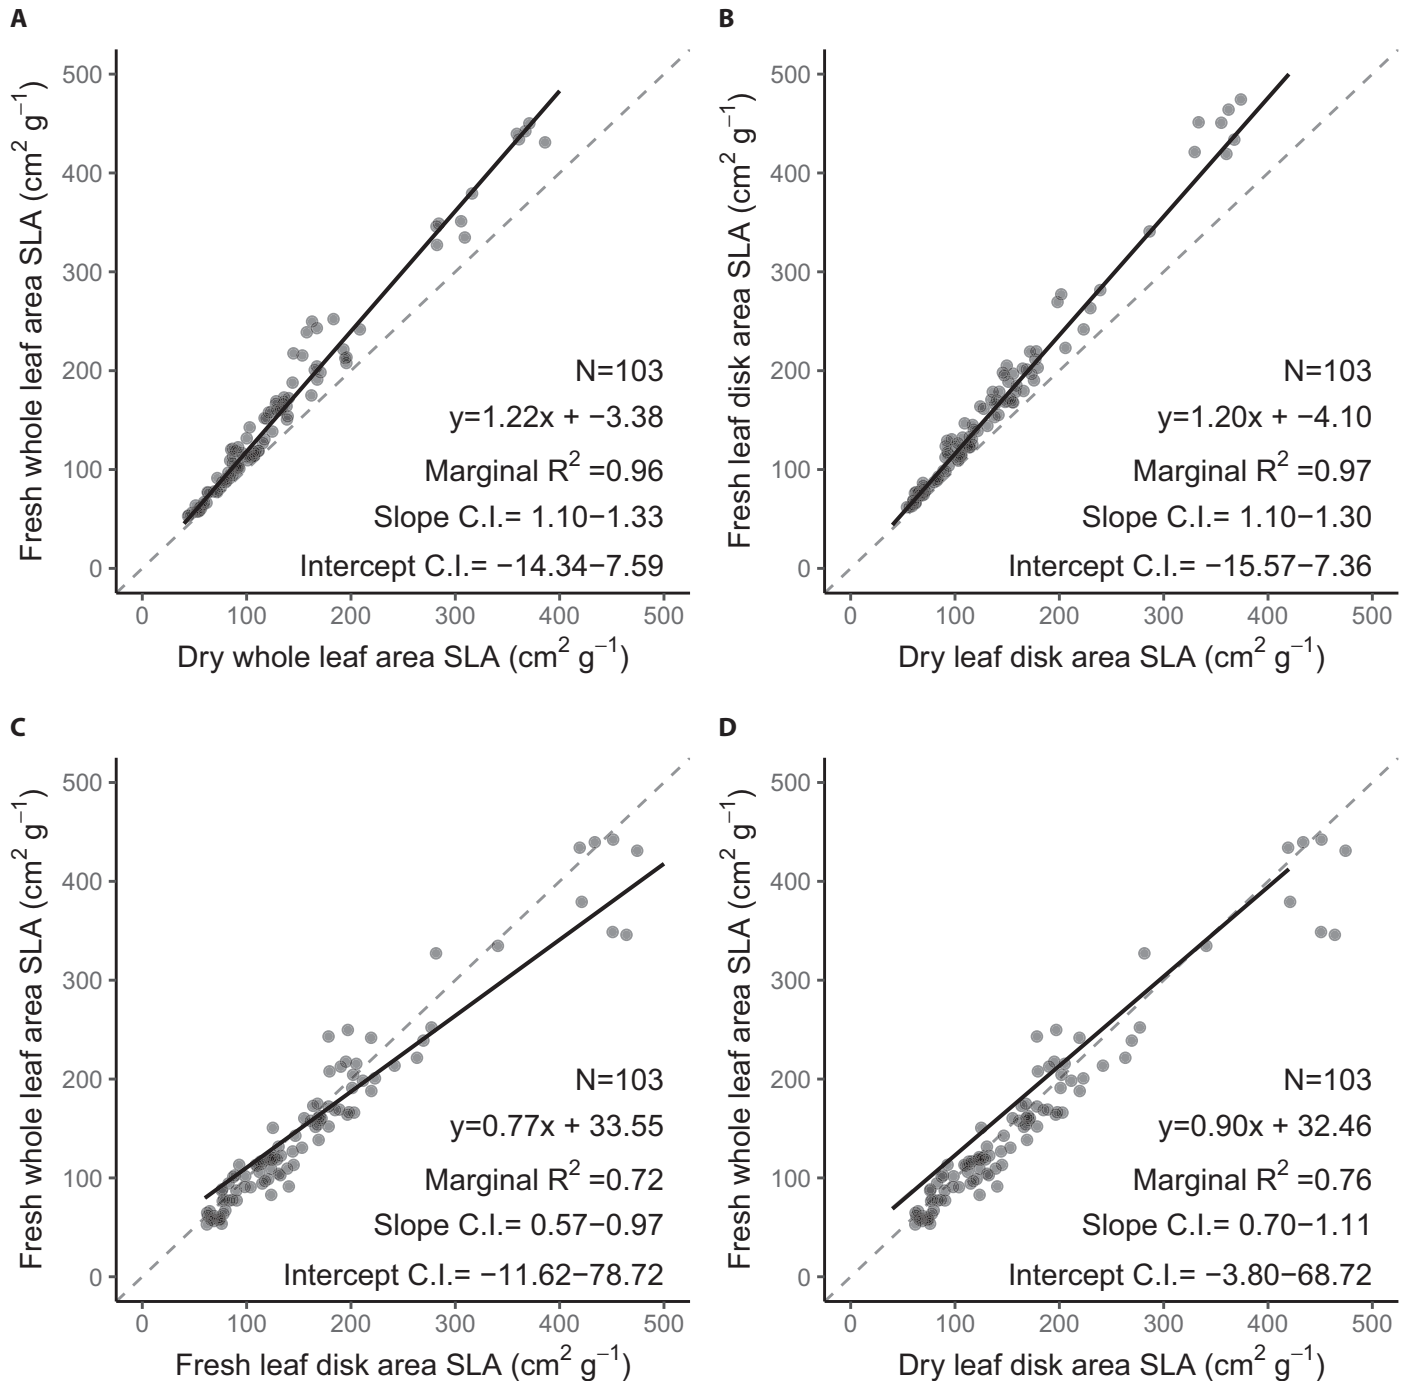 A
Fresh whole leaf area SLA (cm² g⁻¹)
500
400
300
200
100
0
N=103
y=1.22x + −3.38
Marginal R² =0.96
Slope C.I.= 1.10−1.33
Intercept C.I.= −14.34−7.59
0 100 200 300 400 500
Dry whole leaf area SLA (cm² g⁻¹)
B
Fresh leaf disk area SLA (cm² g⁻¹)
500
400
300
200
100
0
N=103
y=1.20x + −4.10
Marginal R² =0.97
Slope C.I.= 1.10−1.30
Intercept C.I.= −15.57−7.36
0 100 200 300 400 500
Dry leaf disk area SLA (cm² g⁻¹)
C
Fresh whole leaf area SLA (cm² g⁻¹)
500
400
300
200
100
0
N=103
y=0.77x + 33.55
Marginal R² =0.72
Slope C.I.= 0.57−0.97
Intercept C.I.= −11.62−78.72
0 100 200 300 400 500
Fresh leaf disk area SLA (cm² g⁻¹)
D
Fresh whole leaf area SLA (cm² g⁻¹)
500
400
300
200
100
0
N=103
y=0.90x + 32.46
Marginal R² =0.76
Slope C.I.= 0.70−1.11
Intercept C.I.= −3.80−68.72
0 100 200 300 400 500
Dry leaf disk area SLA (cm² g⁻¹)